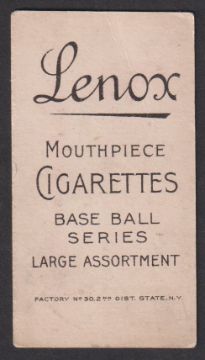 Lenox
MOUTHPIECE
CIGARETTES
BASE BALL
SERIES
LARGE ASSORTMENT
FACTORY Nº 30, 2ND DIST. STATE, N.Y.